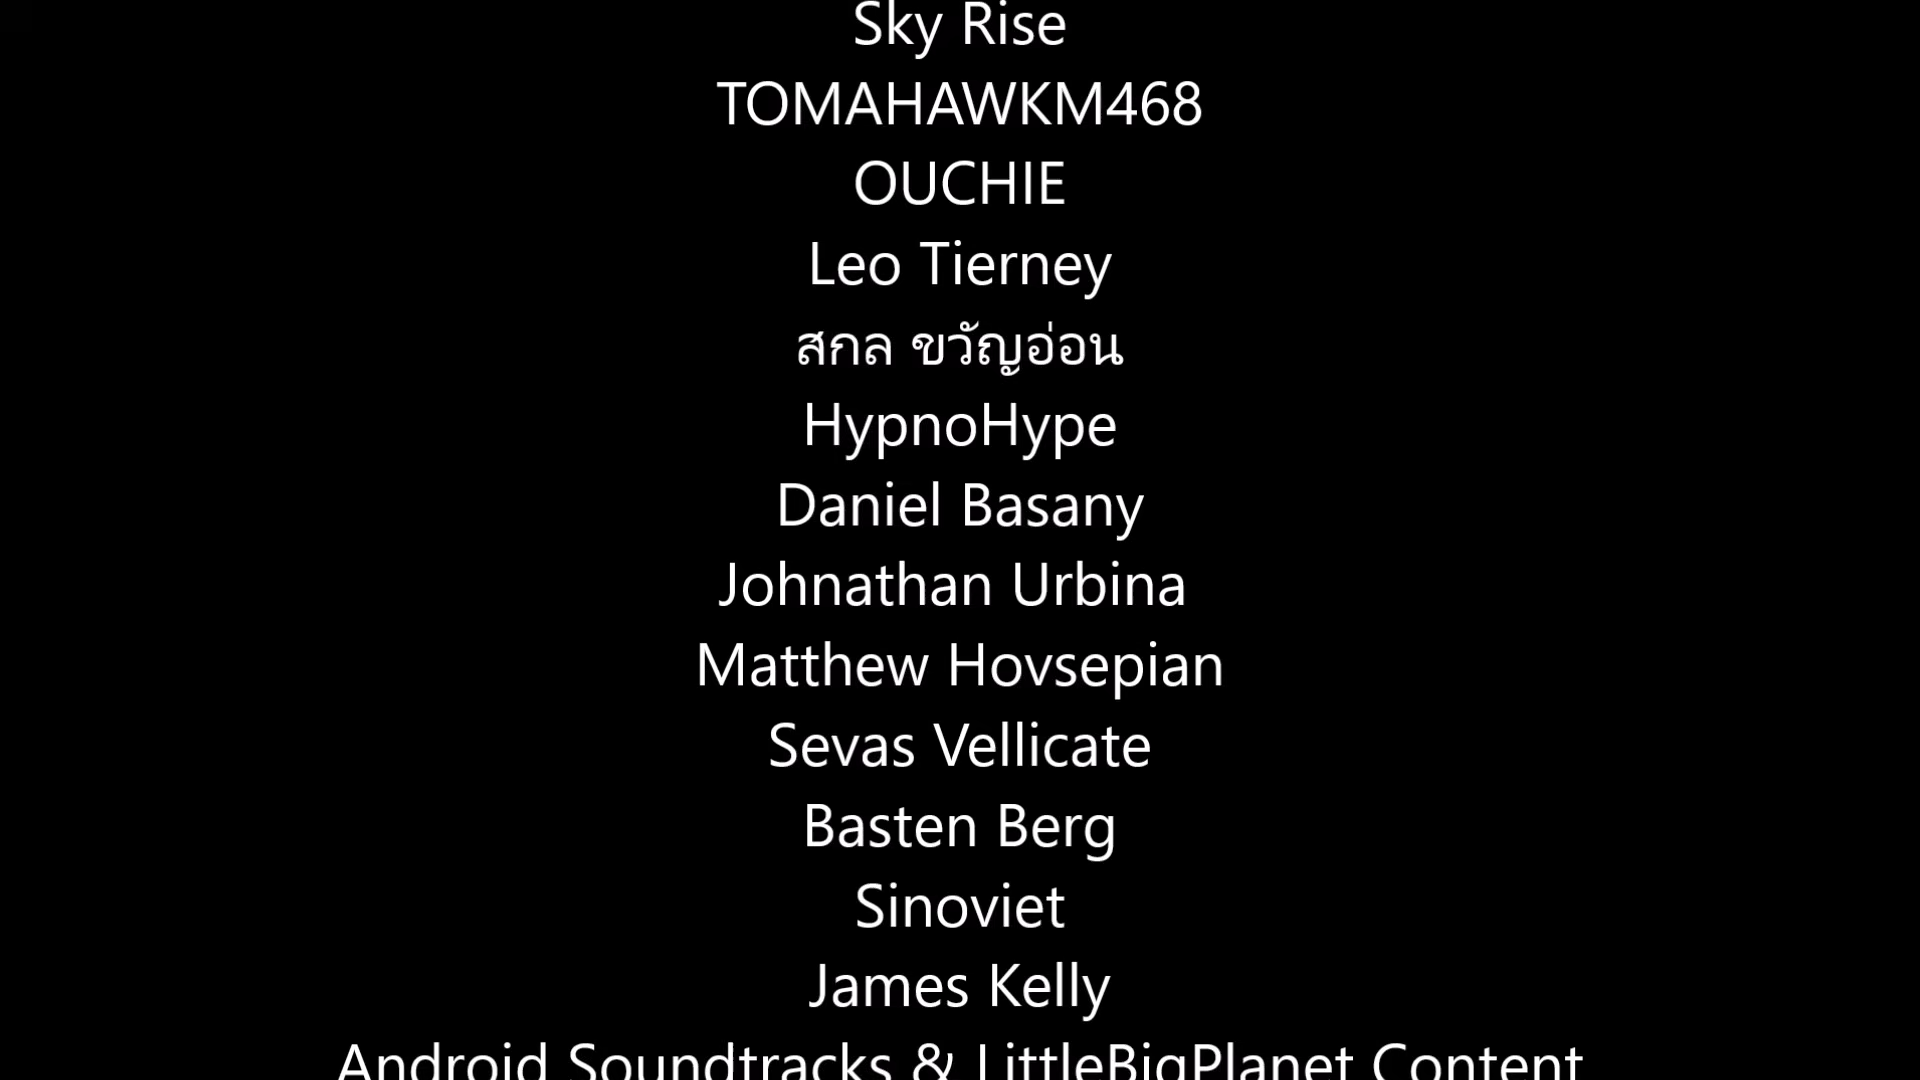 Sky Rise
TOMAHAWKM468
OUCHIE
Leo Tierney
สกล ขวัญอ่อน
HypnoHype
Daniel Basany
Johnathan Urbina
Matthew Hovsepian
Sevas Vellicate
Basten Berg
Sinoviet
James Kelly
Android Soundtracks & LittleBigPlanet Content